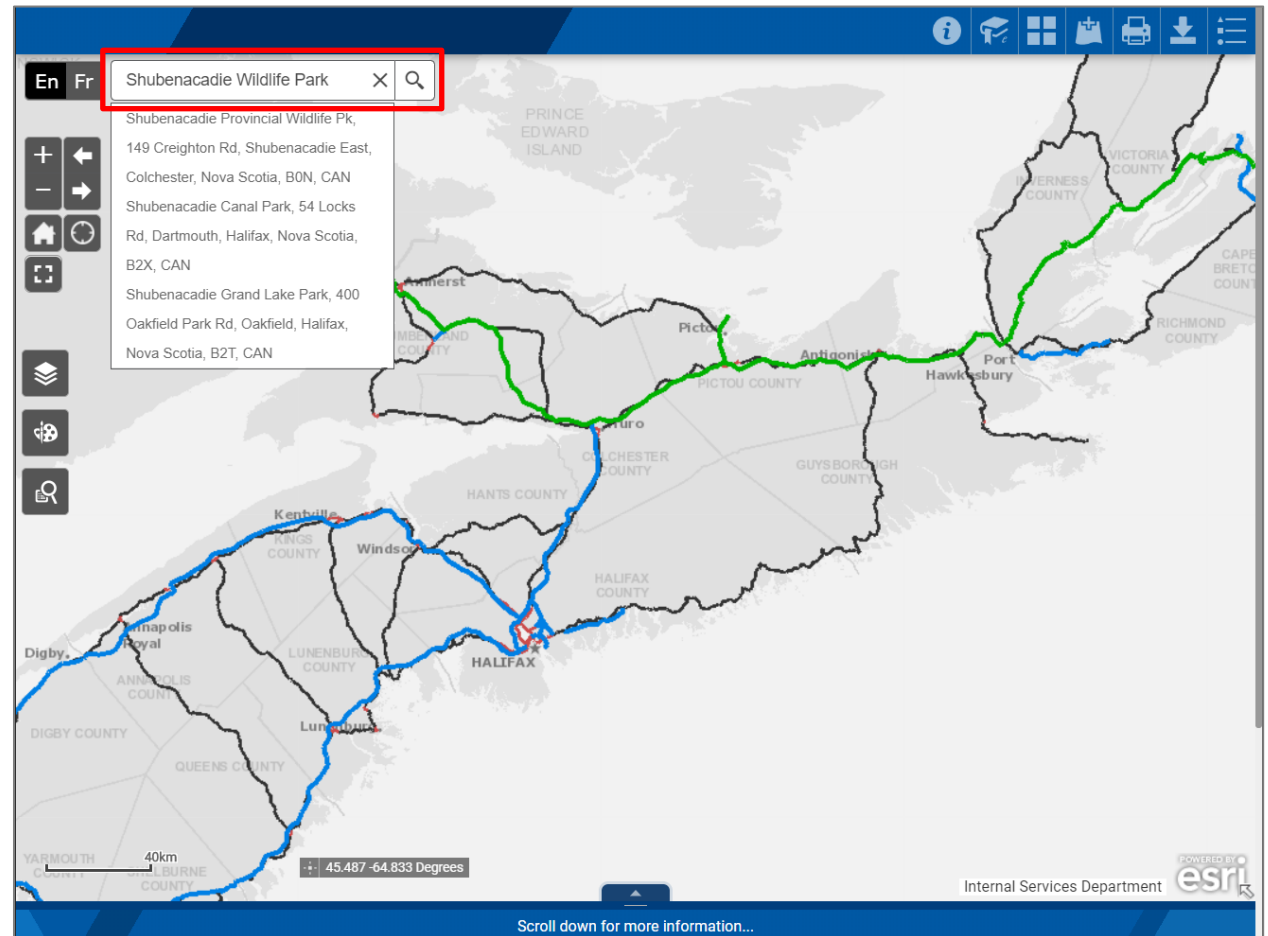 En Fr
Shubenacadie Wildlife Park
Shubenacadie Provincial Wildlife Pk,
149 Creighton Rd, Shubenacadie East,
Colchester, Nova Scotia, B0N, CAN
Shubenacadie Canal Park, 54 Locks
Rd, Dartmouth, Halifax, Nova Scotia,
B2X, CAN
Shubenacadie Grand Lake Park, 400
Oakfield Park Rd, Oakfield, Halifax,
Nova Scotia, B2T, CAN
PRINCE
EDWARD
ISLAND
VICTORIA
COUNTY
INVERNESS
COUNTY
RICHMOND
COUNTY
Amherst
COUNTY
Pictou
Antigonish
PICTOU COUNTY
Port
Hawkesbury
Truro
COLCHESTER
COUNTY
GUYSBOROUGH
COUNTY
HANTS COUNTY
Kentville
KINGS
COUNTY
Windsor
HALIFAX
COUNTY
Annapolis
Royal
Digby
LUNENBURG
COUNTY
HALIFAX
ANNAPOLIS
COUNTY
DIGBY COUNTY
Lunenburg
QUEENS COUNTY
YARMOUTH
COUNTY
SHELBURNE
COUNTY
40km
45.487 -64.833 Degrees
Internal Services Department
POWERED BY
esri
Scroll down for more information...